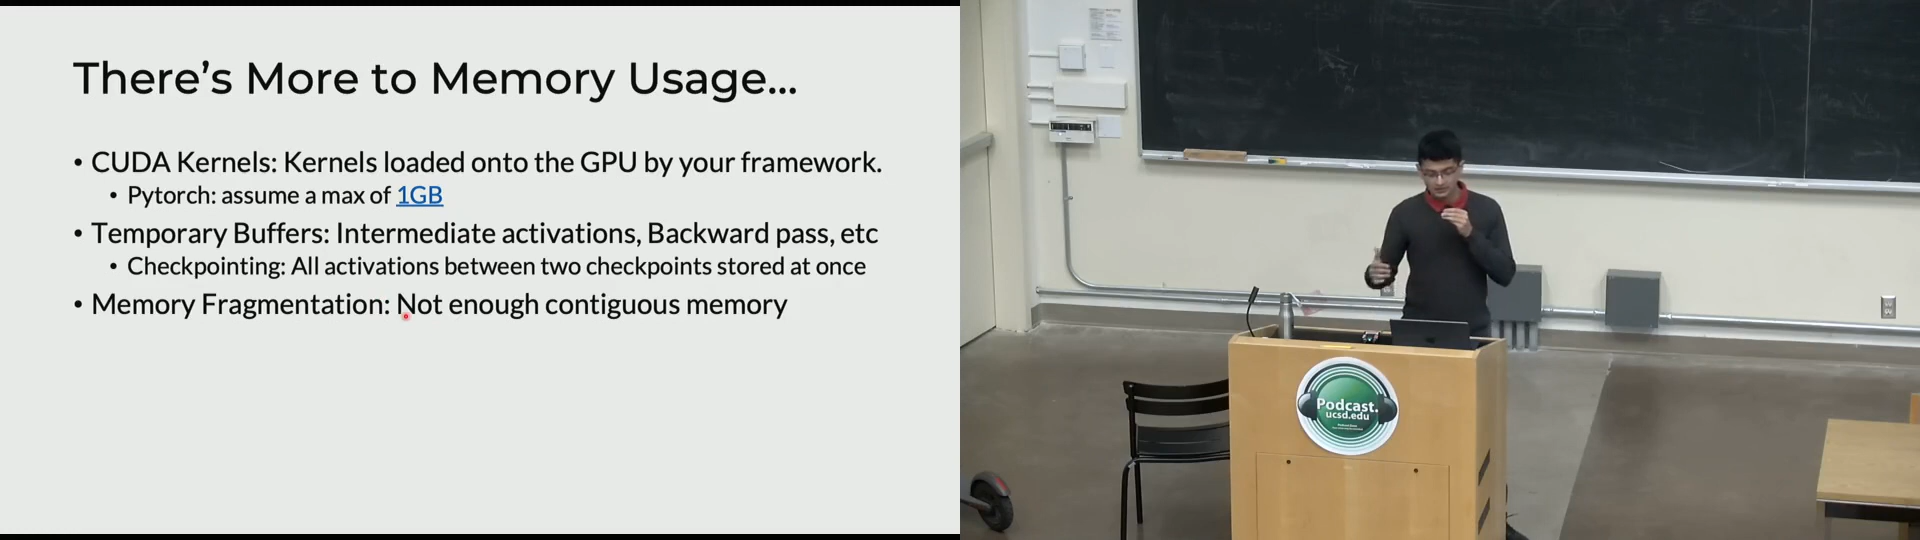 There's More to Memory Usage...
• CUDA Kernels: Kernels loaded onto the GPU by your framework.
• Pytorch: assume a max of 1GB
• Temporary Buffers: Intermediate activations, Backward pass, etc
• Checkpointing: All activations between two checkpoints stored at once
• Memory Fragmentation: Not enough contiguous memory
Podcast.
ucsd.edu